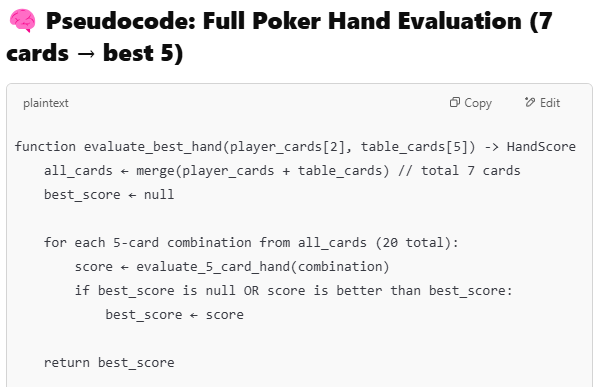 🧠 Pseudocode: Full Poker Hand Evaluation (7
cards → best 5)
plaintext Copy Edit
function evaluate_best_hand(player_cards[2], table_cards[5]) -> HandScore
    all_cards ← merge(player_cards + table_cards) // total 7 cards
    best_score ← null

    for each 5-card combination from all_cards (20 total):
        score ← evaluate_5_card_hand(combination)
        if best_score is null OR score is better than best_score:
            best_score ← score

    return best_score